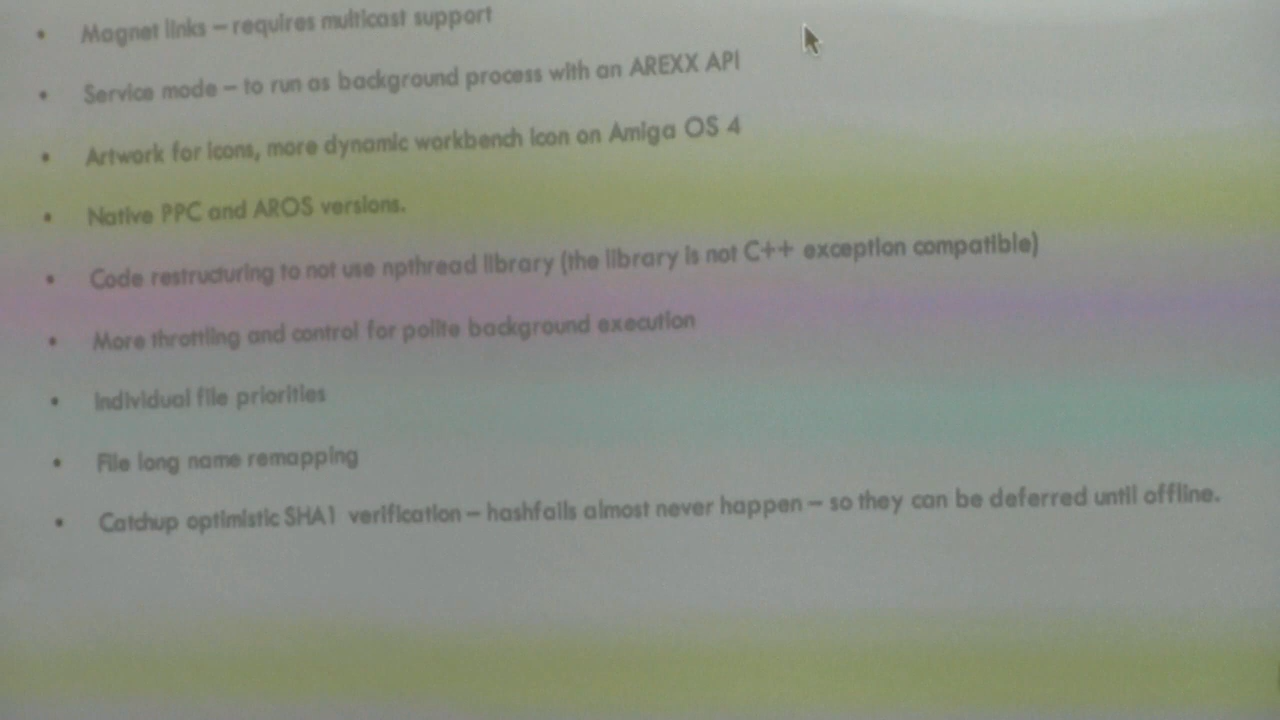 • Magnet links – requires multicast support
• Service mode – to run as background process with an AREXX API
• Artwork for icons, more dynamic workbench icon on Amiga OS 4
• Native PPC and AROS versions.
• Code restructuring to not use npthread library (the library is not C++ exception compatible)
• More throttling and control for polite background execution
• Individual file priorities
• File long name remapping
• Catchup optimistic SHA1 verification – hashfails almost never happen – so they can be deferred until offline.